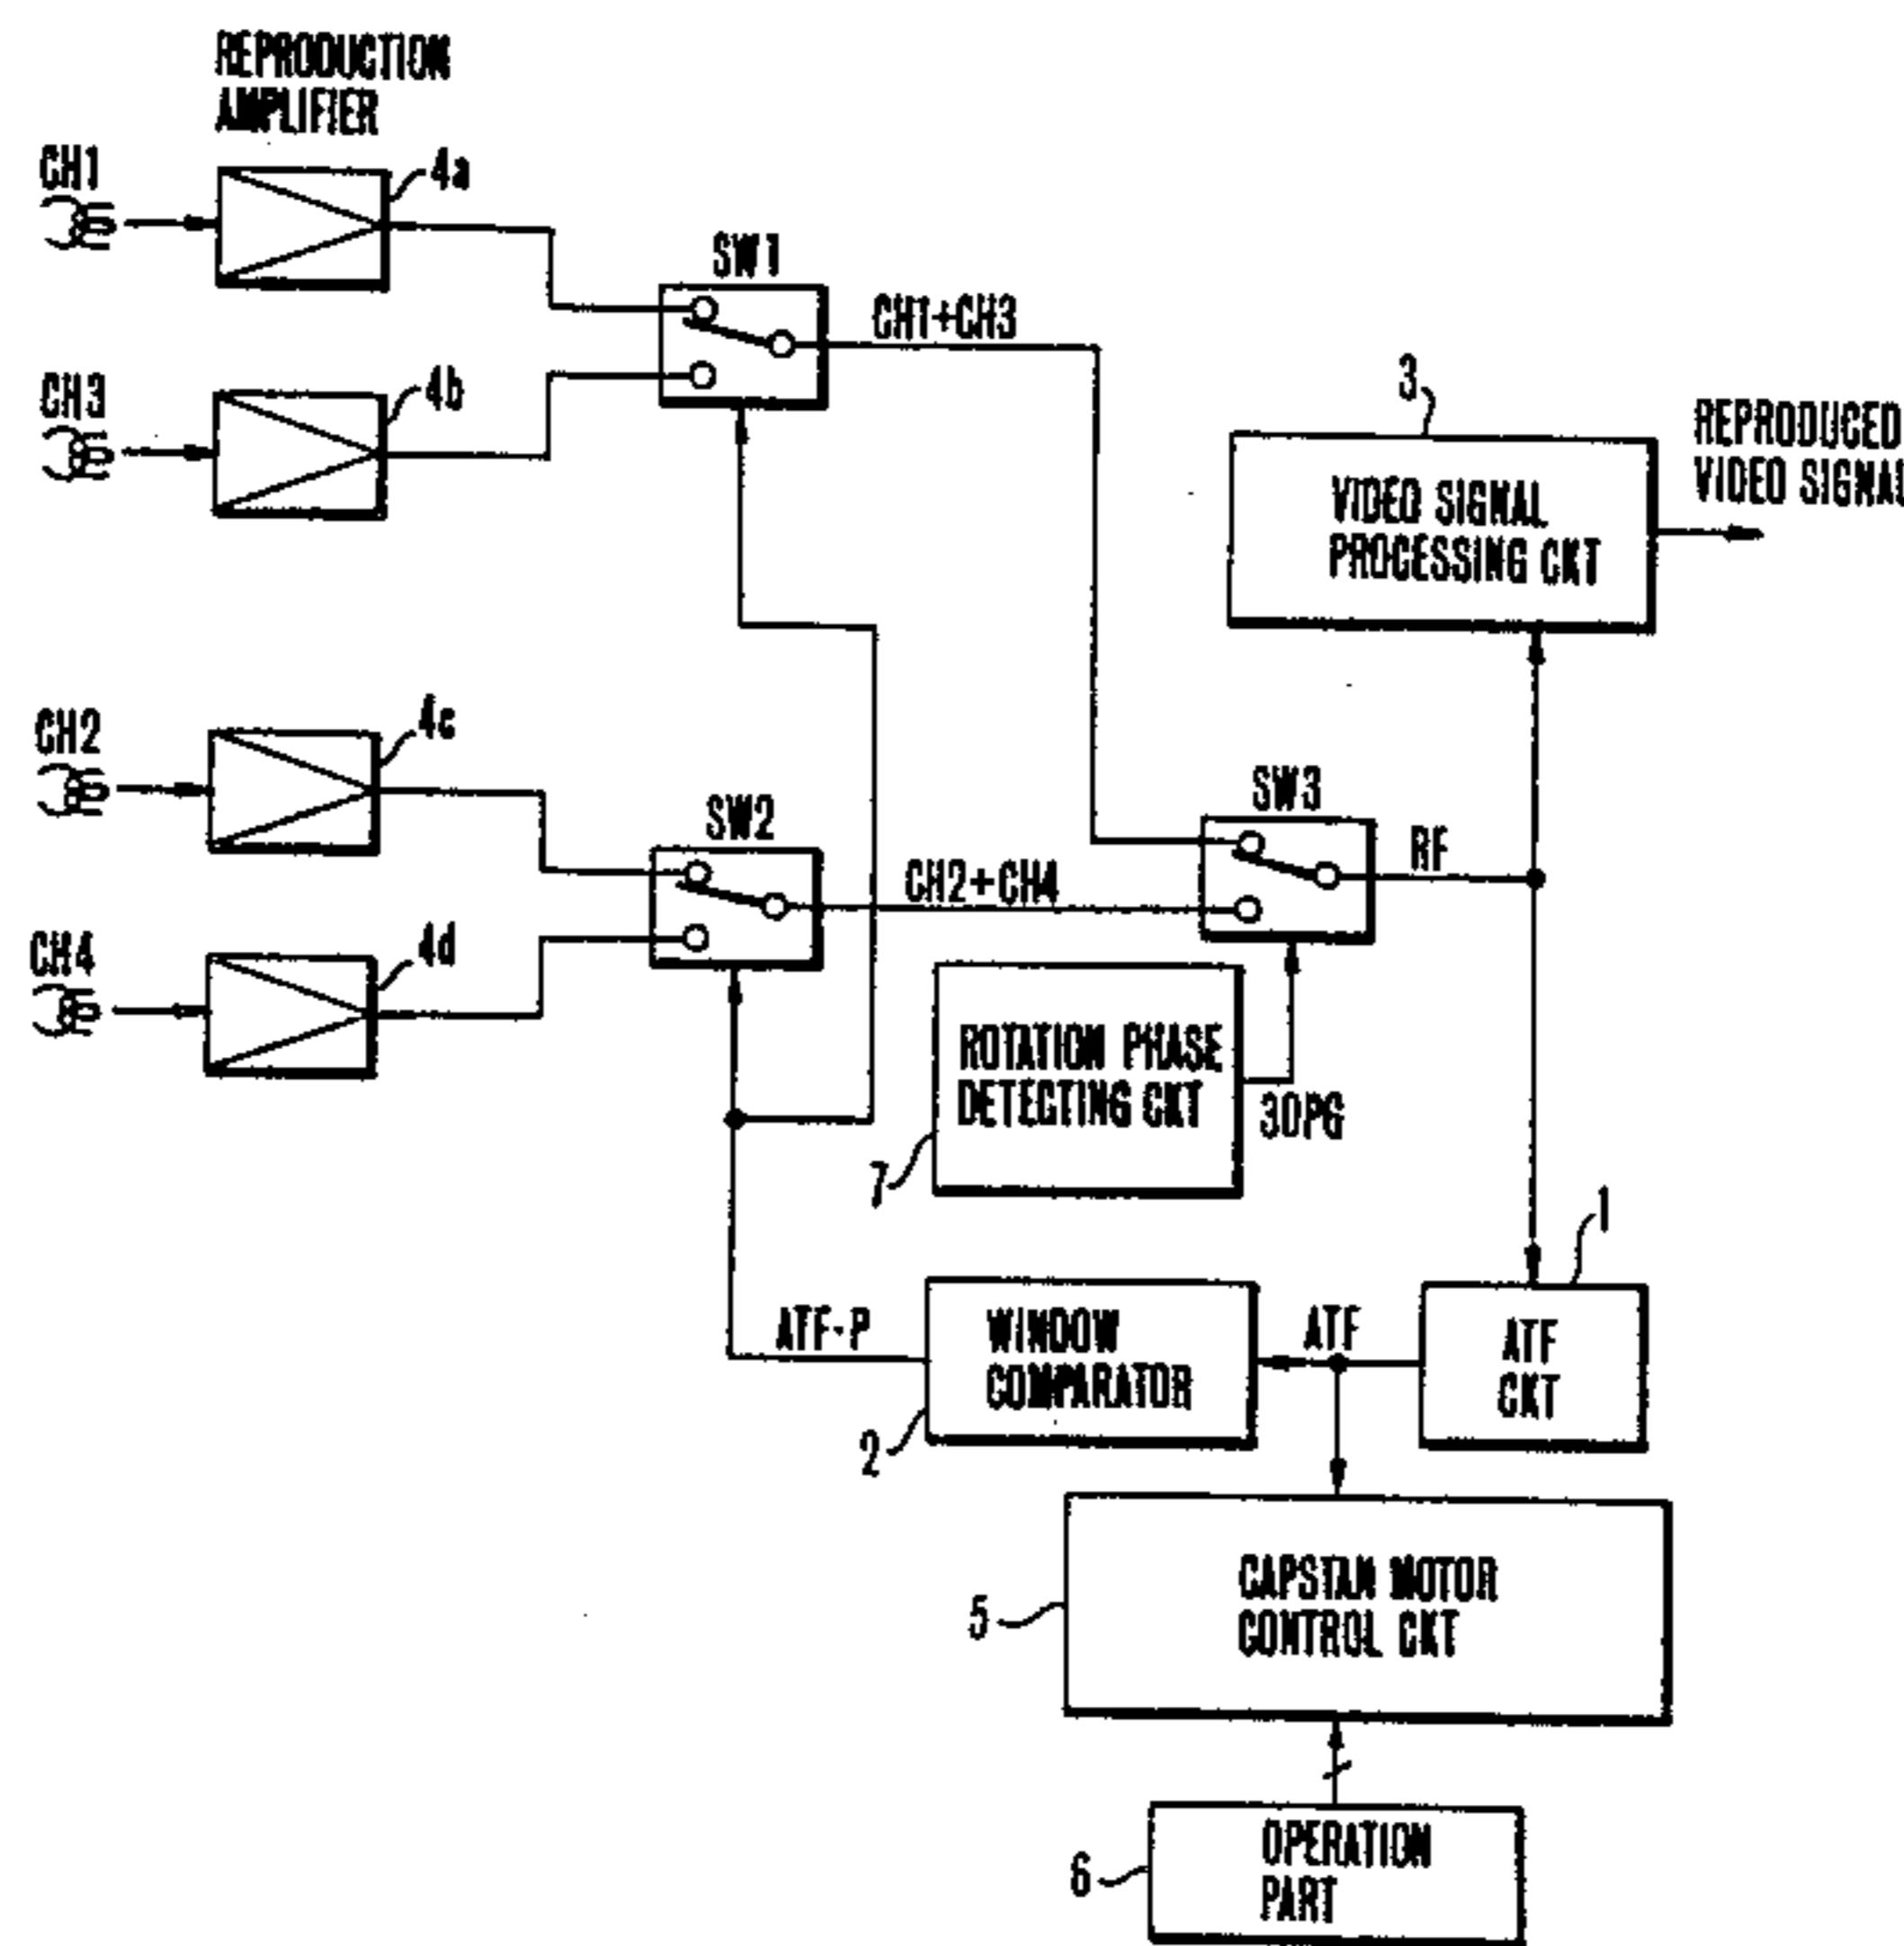 REPRODUCTION
AMPLIFIER
CH1
4a
SW1
CH1+CH3
CH3
4b
3
REPRODUCED
VIDEO SIGNAL
VIDEO SIGNAL
PROCESSING CKT
CH2
4c
SW2
SW3
RF
CH2+CH4
CH4
4d
ROTATION PHASE
DETECTING CKT
30PG
7
1
ATF-P
WINDOW
COMPARATOR
ATF
ATF
CKT
2
5
CAPSTAN MOTOR
CONTROL CKT
6
OPERATION
PART